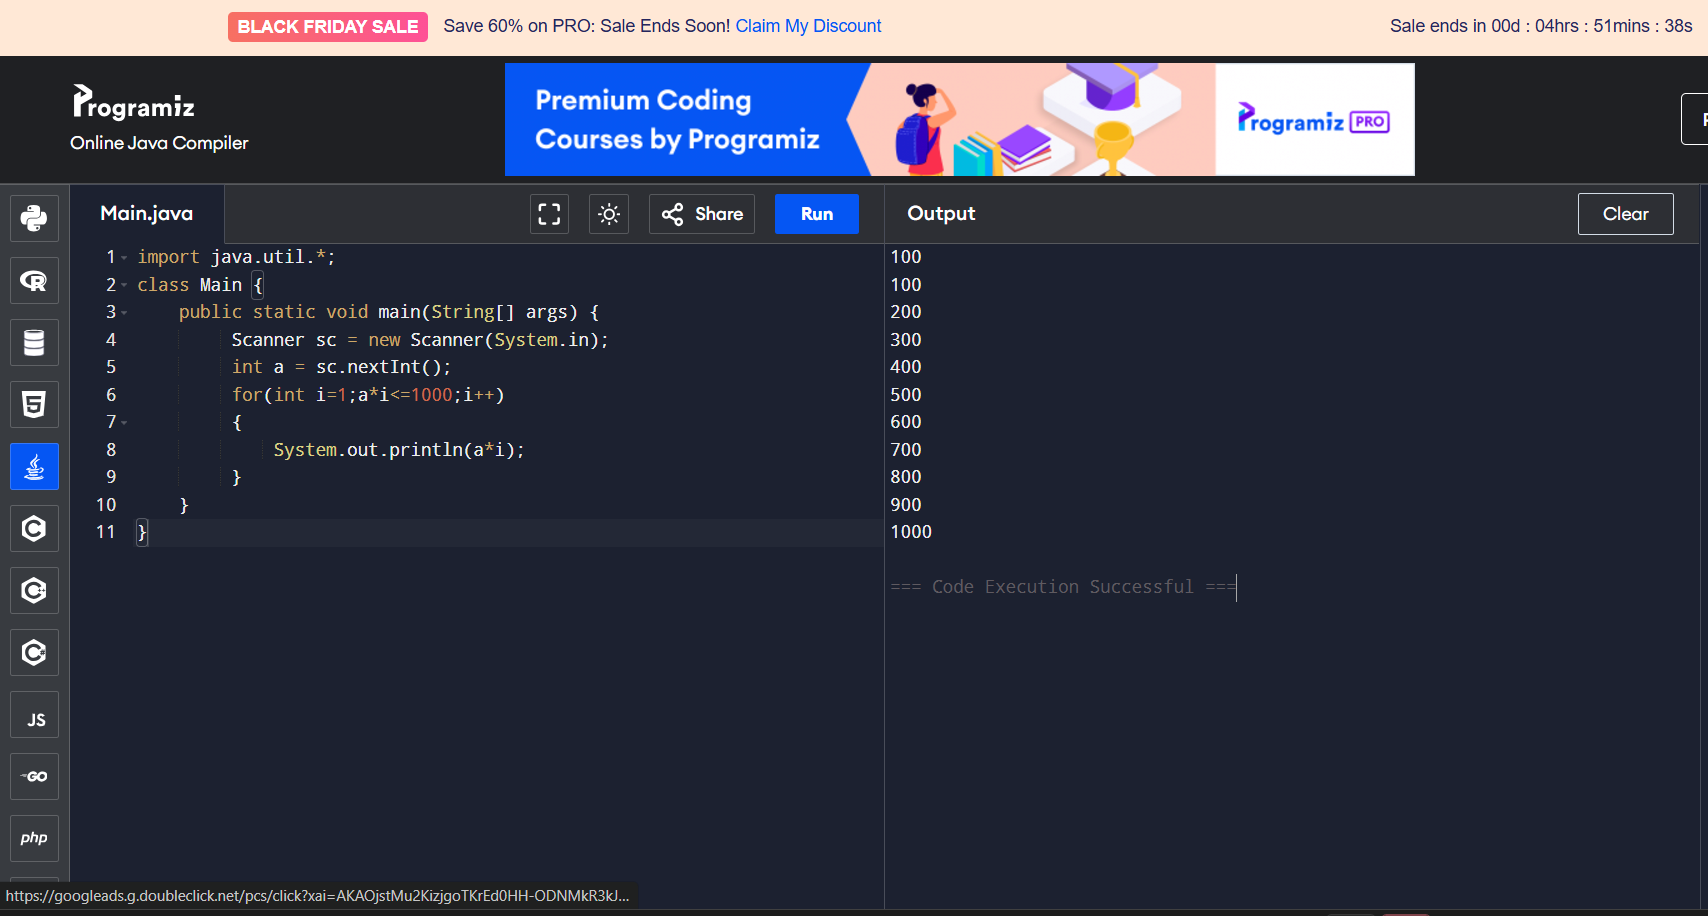 BLACK FRIDAY SALE Save 60% on PRO: Sale Ends Soon! Claim My Discount Sale ends in 00d : 04hrs : 51mins : 38s
Programiz
Online Java Compiler
Premium Coding
Courses by Programiz
Programiz PRO
Main.java
Share
Run
Output
Clear
1 import java.util.*;
2 class Main {
3 public static void main(String[] args) {
4 Scanner sc = new Scanner(System.in);
5 int a = sc.nextInt();
6 for(int i=1;a*i<=1000;i++)
7 {
8 System.out.println(a*i);
9 }
10 }
11 }
100
100
200
300
400
500
600
700
800
900
1000
=== Code Execution Successful ===
R
5
C
C
C
JS
GO
php
https://googleads.g.doubleclick.net/pcs/click?xai=AKAOjstMu2KizjgoTKrEd0HH-ODNMkR3kJ...